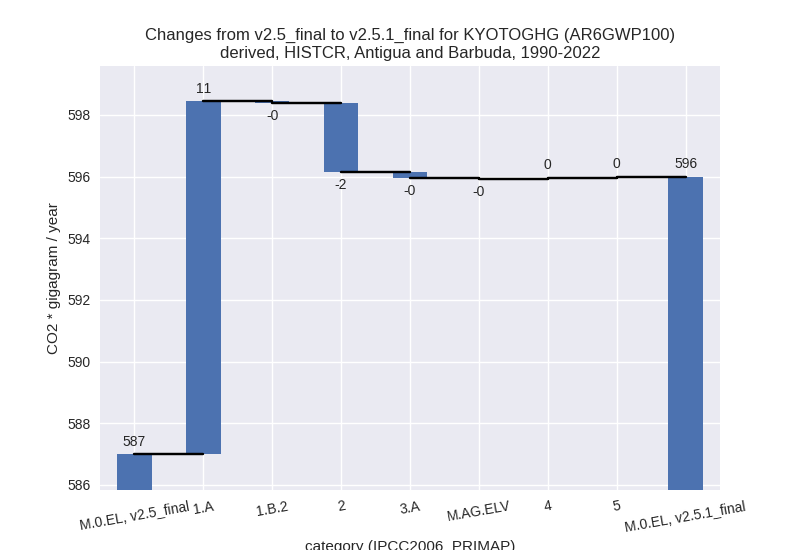 Changes from v2.5_final to v2.5.1_final for KYOTOGHG (AR6GWP100)
derived, HISTCR, Antigua and Barbuda, 1990-2022
CO2 * gigagram / year
598
596
594
592
590
588
586
587
11
-0
-2
-0
-0
0
0
596
M.0.EL, v2.5_final
1.A
1.B.2
2
3.A
M.AG.ELV
4
5
M.0.EL, v2.5.1_final
category (IPCC2006_PRIMAP)